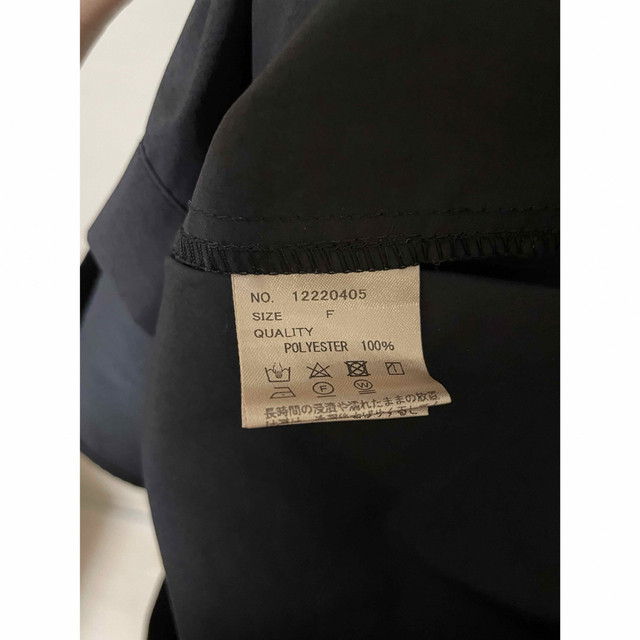 NO. 12220405
SIZE F
QUALITY
POLYESTER 100%
F W
長時間の浸漬や濡れたままの放置